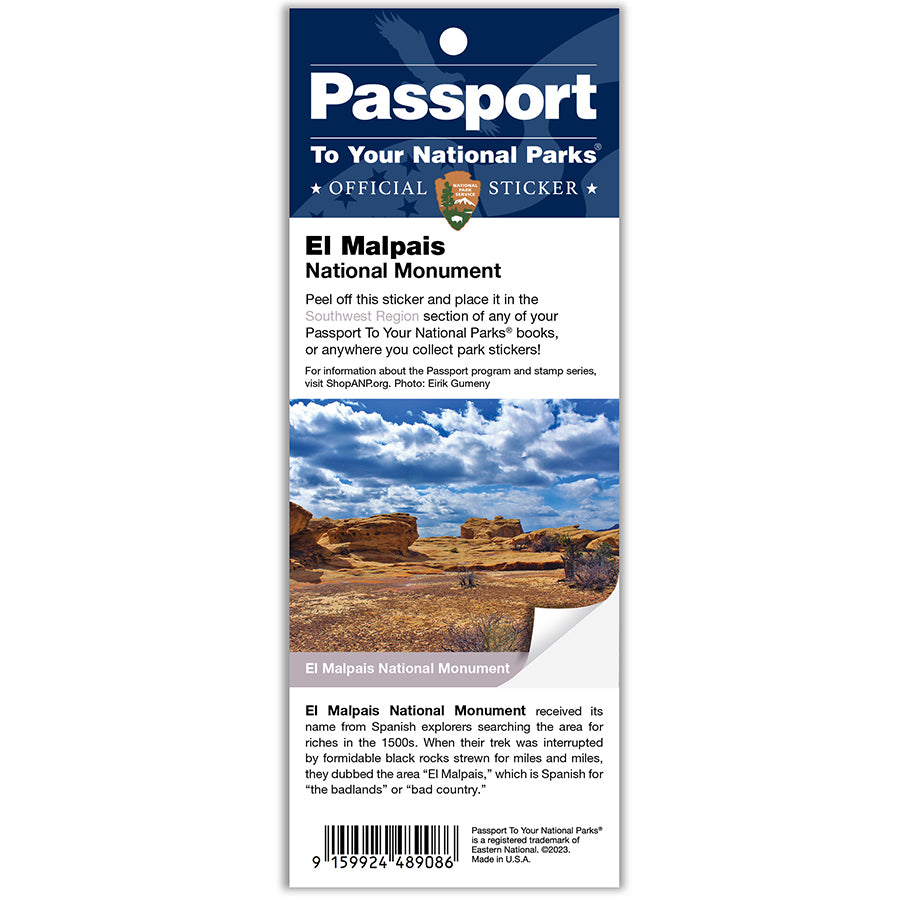 Passport
To Your National Parks®
★ OFFICIAL STICKER ★
NATIONAL
PARK
SERVICE
El Malpais
National Monument
Peel off this sticker and place it in the
Southwest Region section of any of your
Passport To Your National Parks® books,
or anywhere you collect park stickers!
For information about the Passport program and stamp series,
visit ShopANP.org. Photo: Eirik Gumeny
El Malpais National Monument
El Malpais National Monument received its
name from Spanish explorers searching the area for
riches in the 1500s. When their trek was interrupted
by formidable black rocks strewn for miles and miles,
they dubbed the area “El Malpais,” which is Spanish for
“the badlands” or “bad country.”
9 159924 489086
Passport To Your National Parks®
is a registered trademark of
Eastern National. ©2023.
Made in U.S.A.